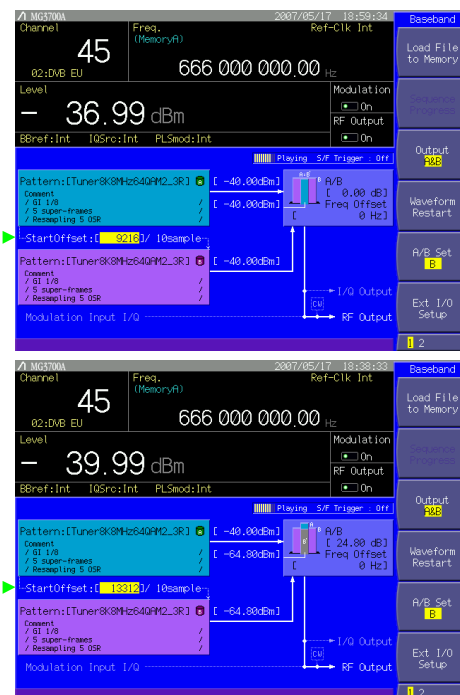 MG3700A 2007/05/17 18:59:34
Channel Freq. Ref-Clk Int
(MemoryA)
45 666 000 000.00 Hz
02:DVB EU
Level Modulation
- 36.99 dBm On
RF Output
On
BBref:Int IQSrc:Int PLSmod:Int
Playing S/F Trigger : Off
Pattern:[Tuner8K8MHz64QAM2_3R] [ -40.00dBm] A/B
Comment [ 0.00 dB]
/ GI 1/8 / [ -40.00dBm] Freq Offset
/ 5 super-frames / [ 0 Hz]
/ Resampling 5 OSR /
StartOffset:[ 9216]/ 10sample
Pattern:[Tuner8K8MHz64QAM2_3R] [ -40.00dBm]
Comment
/ GI 1/8 /
/ 5 super-frames /
/ Resampling 5 OSR /
I/Q Output
CW
Modulation Input I/Q RF Output
Baseband
Load File
to Memory
Sequence
Progress
Output
A&B
Waveform
Restart
A/B Set
B
Ext I/O
Setup
1 2
MG3700A 2007/05/17 18:38:33
Channel Freq. Ref-Clk Int
(MemoryA)
45 666 000 000.00 Hz
02:DVB EU
Level Modulation
- 39.99 dBm On
RF Output
On
BBref:Int IQSrc:Int PLSmod:Int
Playing S/F Trigger : Off
Pattern:[Tuner8K8MHz64QAM2_3R] [ -40.00dBm] A/B
Comment [ 24.80 dB]
/ GI 1/8 / [ -64.80dBm] Freq Offset
/ 5 super-frames / [ 0 Hz]
/ Resampling 5 OSR /
StartOffset:[ 13312]/ 10sample
Pattern:[Tuner8K8MHz64QAM2_3R] [ -64.80dBm]
Comment
/ GI 1/8 /
/ 5 super-frames /
/ Resampling 5 OSR /
I/Q Output
CW
Modulation Input I/Q RF Output
Baseband
Load File
to Memory
Sequence
Progress
Output
A&B
Waveform
Restart
A/B Set
B
Ext I/O
Setup
1 2